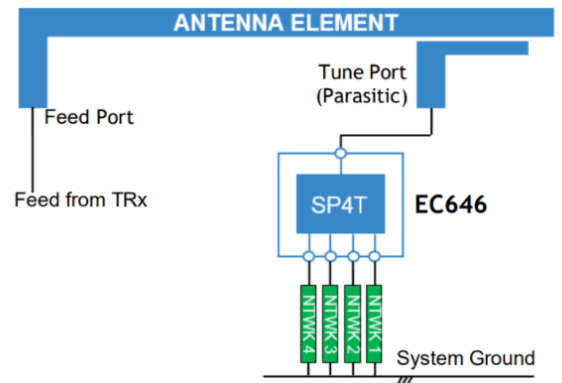 ANTENNA ELEMENT
Tune Port
(Parasitic)
Feed Port
Feed from TRx
SP4T
EC646
NTWK 4
NTWK 3
NTWK 2
NTWK 1
System Ground